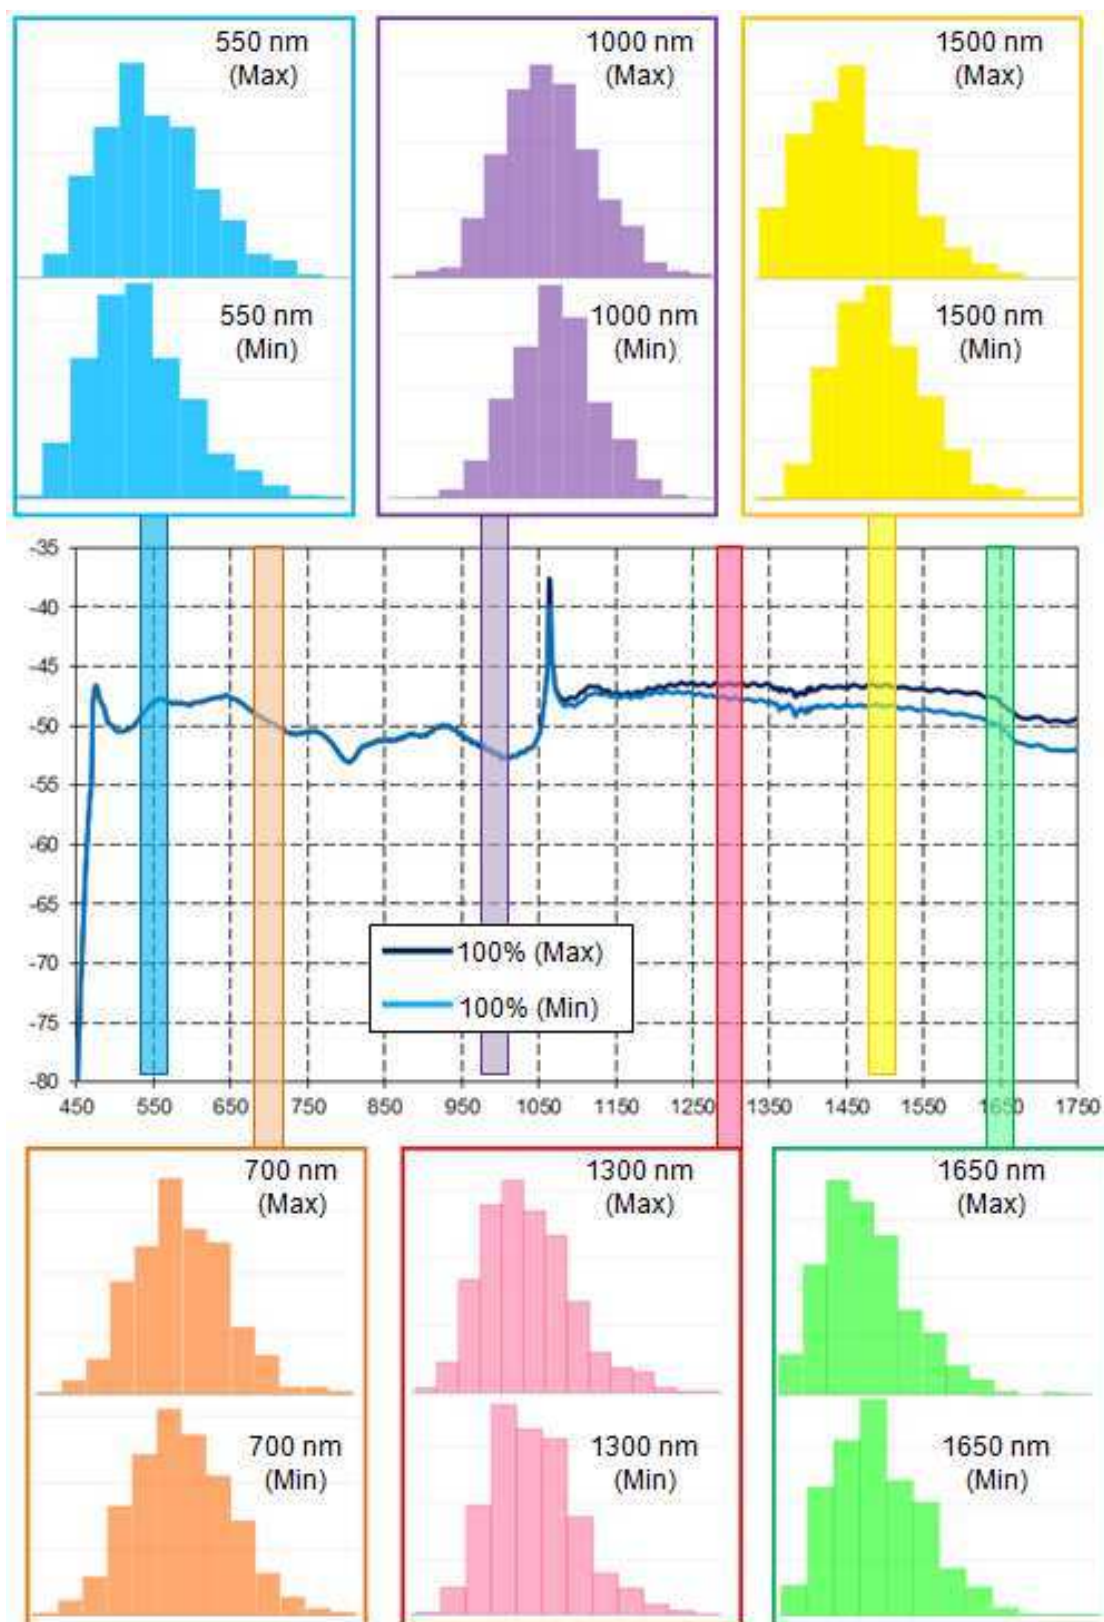 550 nm
(Max)
1000 nm
(Max)
1500 nm
(Max)
550 nm
(Min)
1000 nm
(Min)
1500 nm
(Min)
-35
-40
-45
-50
-55
-60
-65
-70
-75
-80
100% (Max)
100% (Min)
450 550 650 750 850 950 1050 1150 1250 1350 1450 1550 1650 1750
700 nm
(Max)
1300 nm
(Max)
1650 nm
(Max)
700 nm
(Min)
1300 nm
(Min)
1650 nm
(Min)